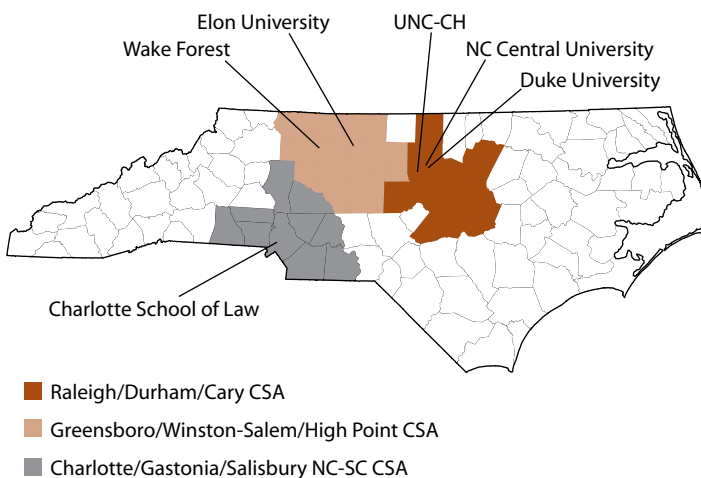 Elon University
UNC-CH
Wake Forest
NC Central University
Duke University
Charlotte School of Law
Raleigh/Durham/Cary CSA
Greensboro/Winston-Salem/High Point CSA
Charlotte/Gastonia/Salisbury NC-SC CSA